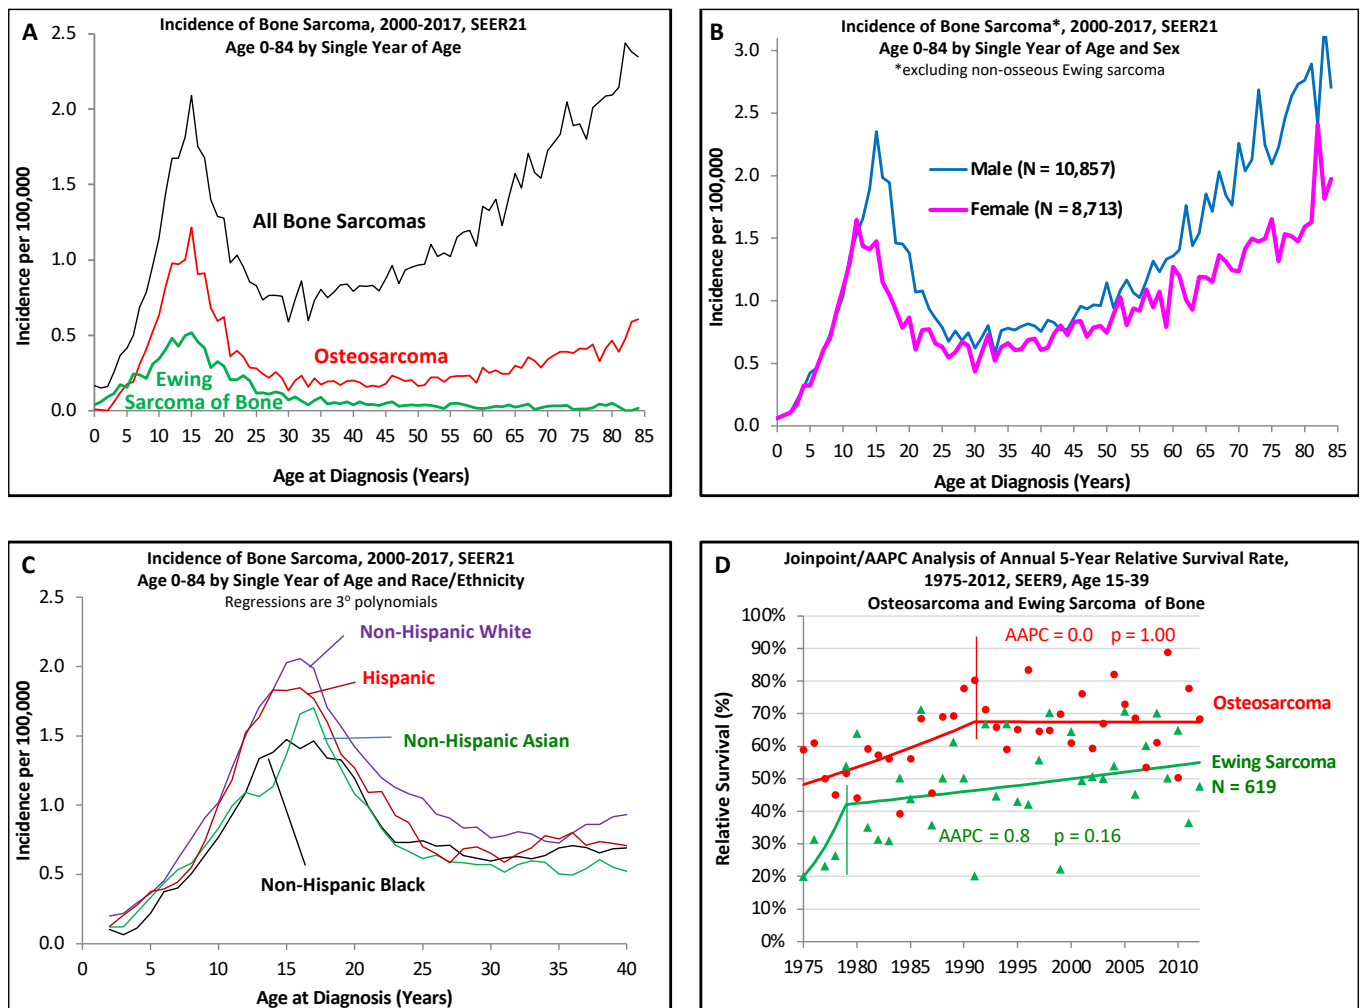 A
Incidence of Bone Sarcoma, 2000-2017, SEER21
Age 0-84 by Single Year of Age
2.5
2.0
1.5
1.0
0.5
0.0
Incidence per 100,000
All Bone Sarcomas
Osteosarcoma
Ewing
Sarcoma of Bone
0 5 10 15 20 25 30 35 40 45 50 55 60 65 70 75 80 85
Age at Diagnosis (Years)
B
Incidence of Bone Sarcoma*, 2000-2017, SEER21
Age 0-84 by Single Year of Age and Sex
*excluding non-osseous Ewing sarcoma
3.0
2.5
2.0
1.5
1.0
0.5
0.0
Incidence per 100,000
Male (N = 10,857)
Female (N = 8,713)
0 5 10 15 20 25 30 35 40 45 50 55 60 65 70 75 80 85
Age at Diagnosis (Years)
C
Incidence of Bone Sarcoma, 2000-2017, SEER21
Age 0-84 by Single Year of Age and Race/Ethnicity
Regressions are 3° polynomials
2.5
2.0
1.5
1.0
0.5
0.0
Incidence per 100,000
Non-Hispanic White
Hispanic
Non-Hispanic Asian
Non-Hispanic Black
0 5 10 15 20 25 30 35 40
Age at Diagnosis (Years)
D
Joinpoint/AAPC Analysis of Annual 5-Year Relative Survival Rate,
1975-2012, SEER9, Age 15-39
Osteosarcoma and Ewing Sarcoma of Bone
100%
90%
80%
70%
60%
50%
40%
30%
20%
10%
0%
Relative Survival (%)
AAPC = 0.0 p = 1.00
Osteosarcoma
Ewing Sarcoma
N = 619
AAPC = 0.8 p = 0.16
1975 1980 1985 1990 1995 2000 2005 2010